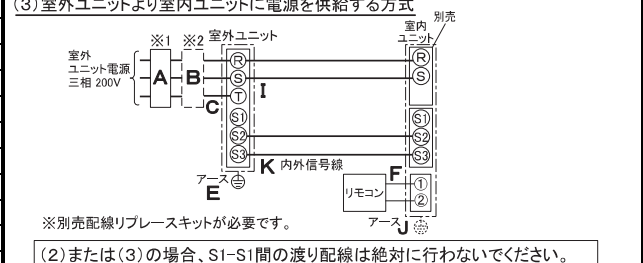 (3)室外ユニットより室内ユニットに電源を供給する方式
別売
※1 ※2 室外ユニット
室内
ユニット
室外
ユニット電源
三相 200V
A B
C
R
S
T
S1
S2
S3
I
R
S
S1
S2
S3
K 内外信号線
アース
E
F
リモコン
①
②
アース J
※別売配線リプレースキットが必要です。
(2)または(3)の場合、S1-S1間の渡り配線は絶対に行わないでください。